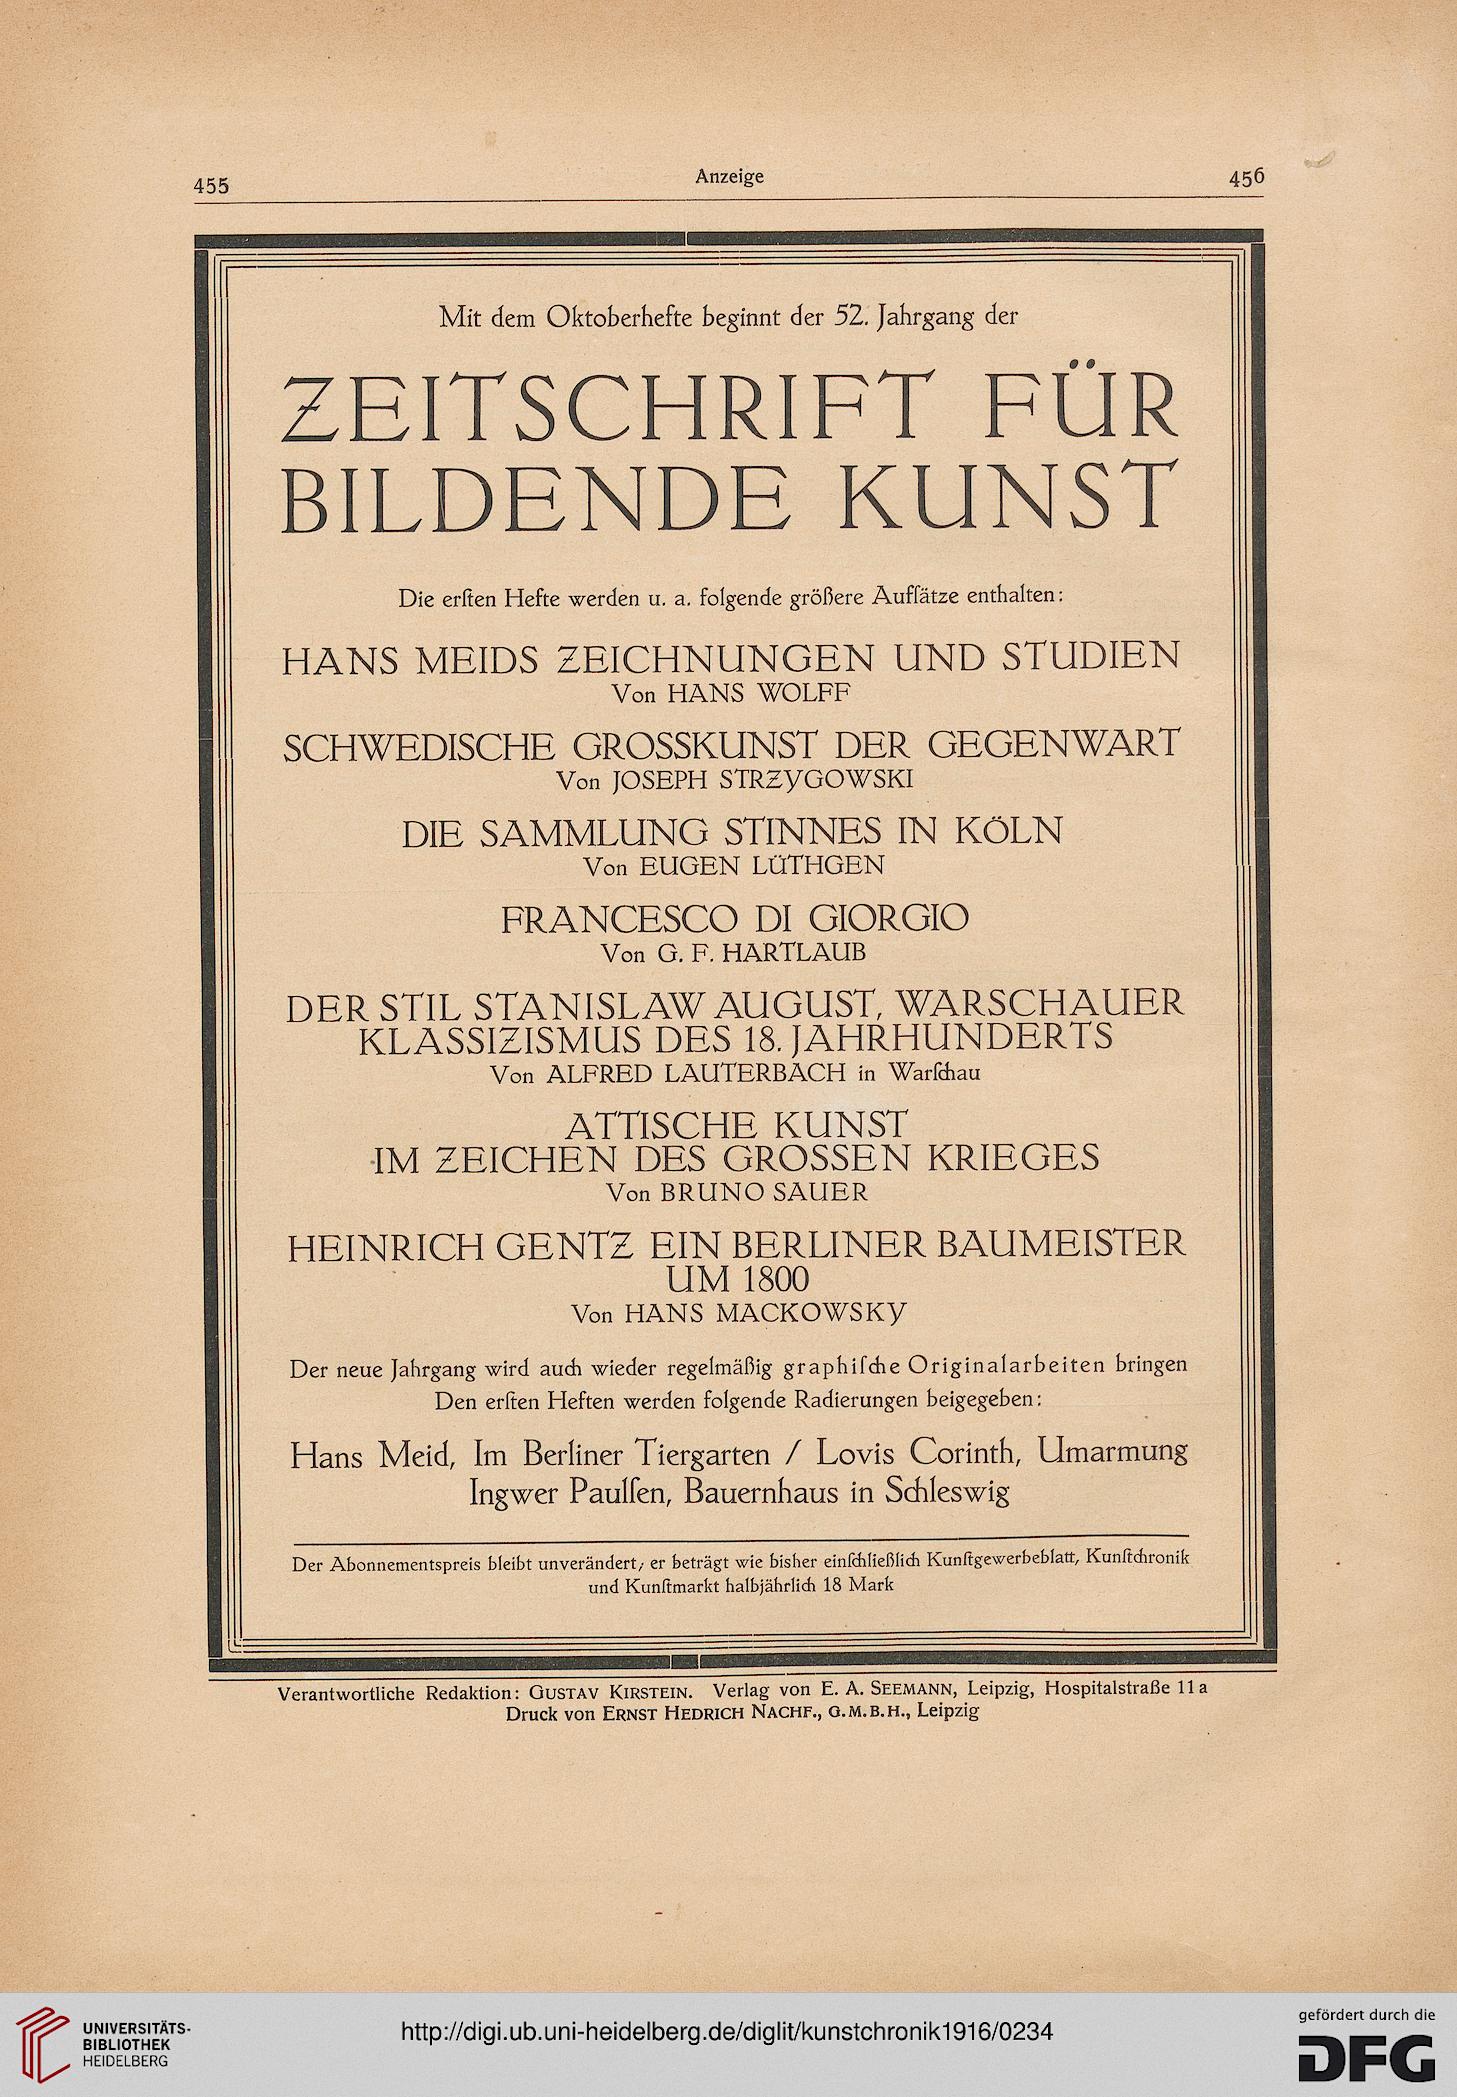 455
Anzeige
456
Mit dem Oktoberhefte beginnt der 52. Jahrgang der
ZEITSCHRIFT FÜR
BILDENDE KUNST
Die erſten Hefte werden u. a. folgende größere Aufſätze enthalten:
HANS MEIDS ZEICHNUNGEN UND STUDIEN
Von HANS WOLFF
SCHWEDISCHE GROSSKUNST DER GEGENWART
Von JOSEPH STRZYGOWSKI
DIE SAMMLUNG STINNES IN KÖLN
Von EUGEN LÜTHGEN
FRANCESCO DI GIORGIO
Von G. F. HARTLAUB
DER STIL STANISLAW AUGUST, WARSCHAUER
KLASSIZISMUS DES 18. JAHRHUNDERTS
Von ALFRED LAUTERBACH in Warſchau
ATTISCHE KUNST
IM ZEICHEN DES GROSSEN KRIEGES
Von BRUNO SAUER
HEINRICH GENTZ EIN BERLINER BAUMEISTER
UM 1800
Von HANS MACKOWSKY
Der neue Jahrgang wird auch wieder regelmäßig graphiſche Originalarbeiten bringen
Den erſten Heften werden folgende Radierungen beigegeben:
Hans Meid, Im Berliner Tiergarten / Lovis Corinth, Umarmung
Ingwer Paulſen, Bauernhaus in Schleswig
Der Abonnementspreis bleibt unverändert, er beträgt wie bisher einſchließlich Kunſtgewerbeblatt, Kunſtchronik
und Kunſtmarkt halbjährlich 18 Mark
Verantwortliche Redaktion: GUSTAV KIRSTEIN. Verlag von E. A. SEEMANN, Leipzig, Hospitalstraße 11a
Druck von ERNST HEDRICH NACHF., G.M.B.H., Leipzig
UNIVERSITÄTS-
BIBLIOTHEK
HEIDELBERG
http://digi.ub.uni-heidelberg.de/diglit/kunstchronik1916/0234
gefördert durch die
DFG